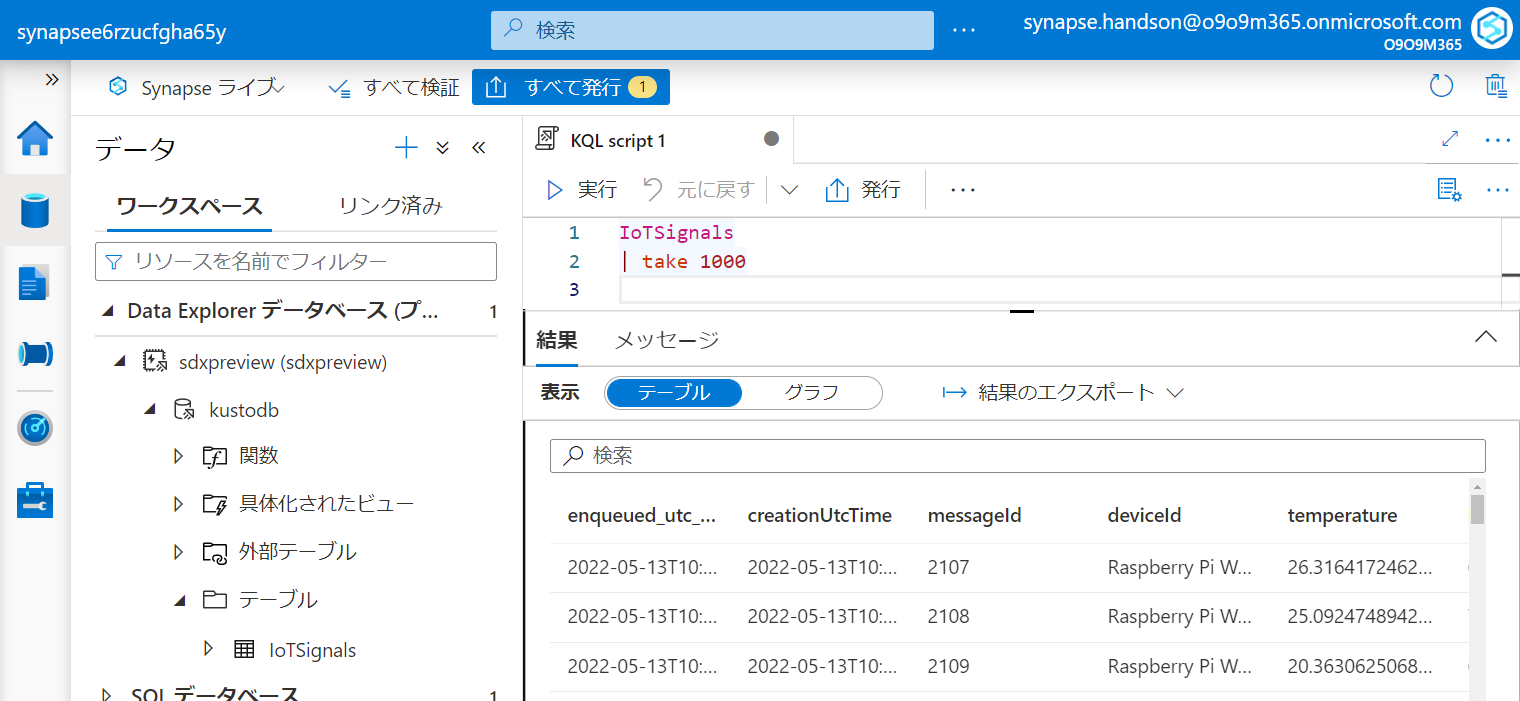 synapsee6rzucfgha65y
検索
synapse.handson@o9o9m365.onmicrosoft.com
O9O9M365
Synapse ライブ
すべて検証
すべて発行 1
データ
ワークスペース
リンク済み
リソースを名前でフィルター
Data Explorer データベース (プ... 1
sdxpreview (sdxpreview)
kustodb
関数
具体化されたビュー
外部テーブル
テーブル
IoTSignals
SQL データベース 1
KQL script 1
実行 元に戻す 発行
1 IoTSignals
2 | take 1000
3
結果 メッセージ
表示 テーブル グラフ 結果のエクスポート
検索
enqueued_utc_... creationUtcTime messageId deviceId temperature
2022-05-13T10:... 2022-05-13T10:... 2107 Raspberry Pi W... 26.3164172462...
2022-05-13T10:... 2022-05-13T10:... 2108 Raspberry Pi W... 25.0924748942...
2022-05-13T10:... 2022-05-13T10:... 2109 Raspberry Pi W... 20.3630625068...